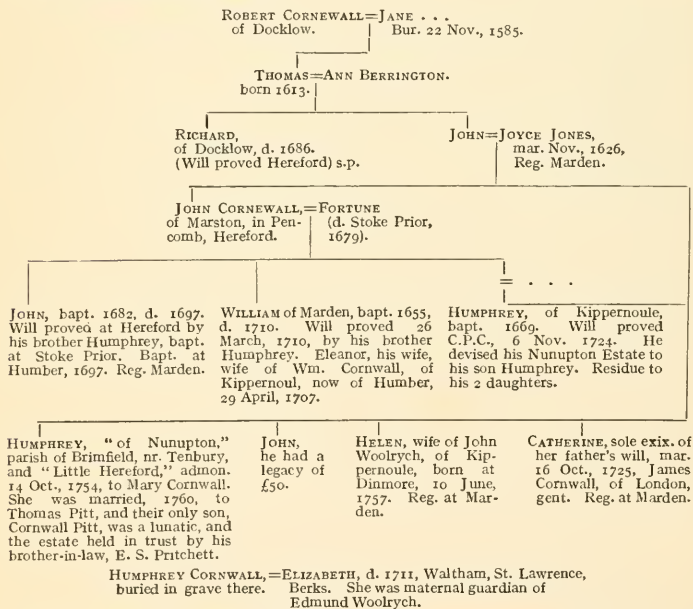 ROBERT CORNEWALL=JANE . . .
of Docklow. Bur. 22 Nov., 1585.
THOMAS=ANN BERRINGTON.
born 1613.
RICHARD,
of Docklow, d. 1686.
(Will proved Hereford) s.p.
JOHN=JOYCE JONES,
mar. Nov., 1626,
Reg. Marden.
JOHN CORNEWALL,=FORTUNE
of Marston, in Pen-
comb, Hereford.
(d. Stoke Prior,
1679).
= . . .
JOHN, bapt. 1682, d. 1697.
Will proved at Hereford by
his brother Humphrey, bapt.
at Stoke Prior. Bapt. at
Humber, 1697. Reg. Marden.
WILLIAM of Marden, bapt. 1655,
d. 1710. Will proved 26
March, 1710, by his brother
Humphrey. Eleanor, his wife,
wife of Wm. Cornwall, of
Kippernoul, now of Humber,
29 April, 1707.
HUMPHREY, of Kippernoule,
bapt. 1669. Will proved
C.P.C., 6 Nov. 1724. He
devised his Nunupton Estate to
his son Humphrey. Residue to
his 2 daughters.
HUMPHREY, "of Nunupton,"
parish of Brimfield, nr. Tenbury,
and "Little Hereford," admon.
14 Oct., 1754, to Mary Cornwall.
She was married, 1760, to
Thomas Pitt, and their only son,
Cornwall Pitt, was a lunatic, and
the estate held in trust by his
brother-in-law, E. S. Pritchett.
JOHN,
he had a
legacy of
£50.
HELEN, wife of John
Woolrych, of Kip-
pernoule, born at
Dinmore, 10 June,
1757. Reg. at Mar-
den.
CATHERINE, sole exix. of
her father's will, mar.
16 Oct., 1725, James
Cornwall, of London,
gent. Reg. at Marden.
HUMPHREY CORNWALL,=ELIZABETH, d. 1711, Waltham, St. Lawrence,
buried in grave there. Berks. She was maternal guardian of
Edmund Woolrych.